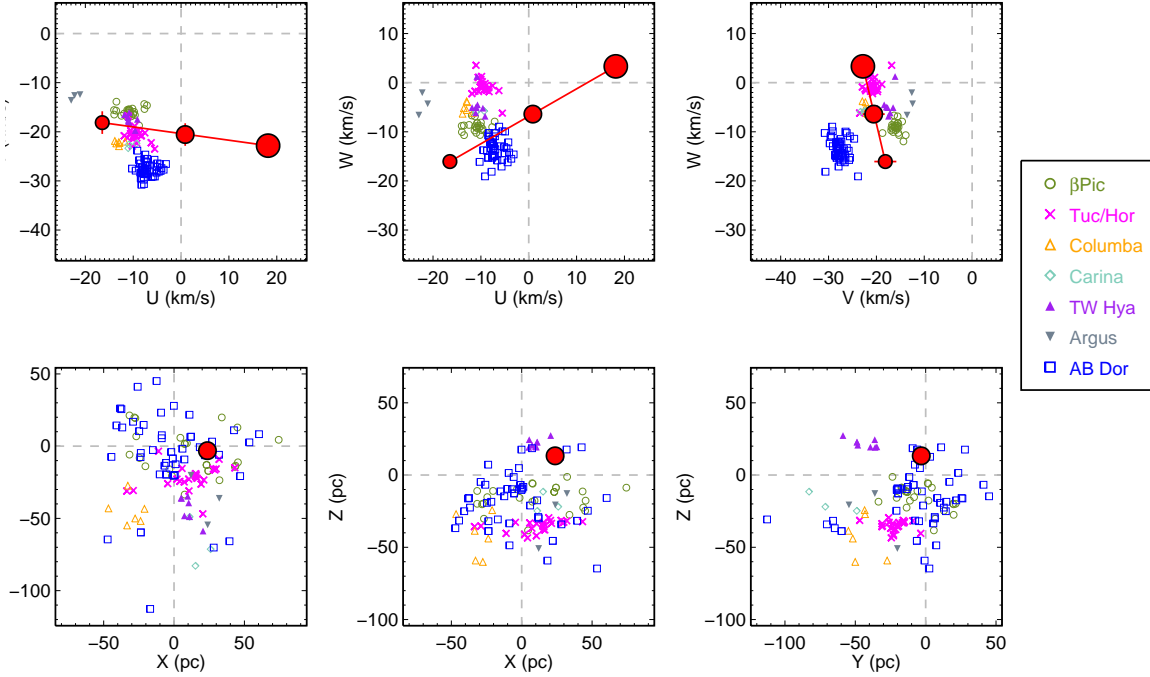 0
−10
−20
−30
−40
−20 −10 0 10 20
U (km/s)
W (km/s)
10
0
−10
−20
−30
−20 −10 0 10 20
U (km/s)
W (km/s)
10
0
−10
−20
−30
−40 −30 −20 −10 0
V (km/s)
βPic
Tuc/Hor
Columba
Carina
TW Hya
Argus
AB Dor
50
0
−50
−100
−50 0 50
X (pc)
Z (pc)
50
0
−50
−100
−50 0 50
X (pc)
Z (pc)
50
0
−50
−100
−100 −50 0 50
Y (pc)